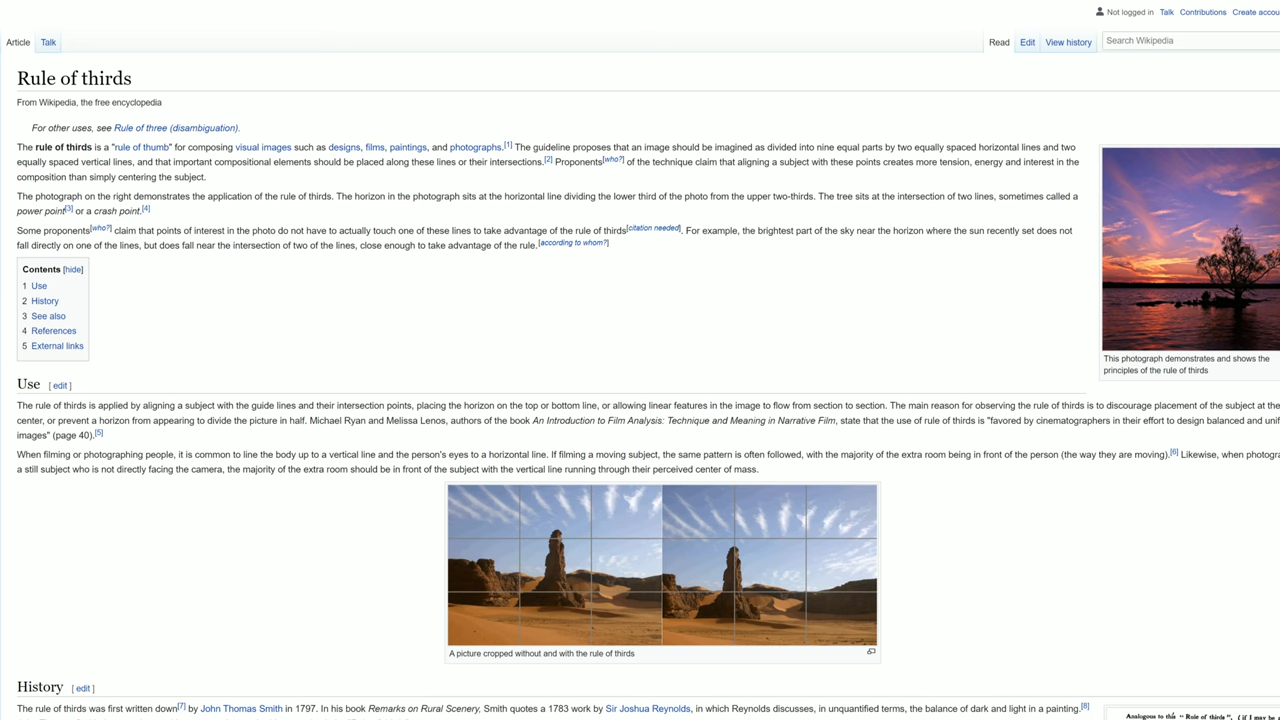 Not logged in Talk Contributions Create accou
Article Talk Read Edit View history Search Wikipedia
Rule of thirds
From Wikipedia, the free encyclopedia
For other uses, see Rule of three (disambiguation).
The rule of thirds is a "rule of thumb" for composing visual images such as designs, films, paintings, and photographs.[1] The guideline proposes that an image should be imagined as divided into nine equal parts by two equally spaced horizontal lines and two
equally spaced vertical lines, and that important compositional elements should be placed along these lines or their intersections.[2] Proponents[who?] of the technique claim that aligning a subject with these points creates more tension, energy and interest in the
composition than simply centering the subject.
The photograph on the right demonstrates the application of the rule of thirds. The horizon in the photograph sits at the horizontal line dividing the lower third of the photo from the upper two-thirds. The tree sits at the intersection of two lines, sometimes called a
power point[3] or a crash point.[4]
Some proponents[who?] claim that points of interest in the photo do not have to actually touch one of these lines to take advantage of the rule of thirds[citation needed]. For example, the brightest part of the sky near the horizon where the sun recently set does not
fall directly on one of the lines, but does fall near the intersection of two of the lines, close enough to take advantage of the rule.[according to whom?]
This photograph demonstrates and shows the
principles of the rule of thirds
Contents [hide]
1 Use
2 History
3 See also
4 References
5 External links
Use [ edit ]
The rule of thirds is applied by aligning a subject with the guide lines and their intersection points, placing the horizon on the top or bottom line, or allowing linear features in the image to flow from section to section. The main reason for observing the rule of thirds is to discourage placement of the subject at the
center, or prevent a horizon from appearing to divide the picture in half. Michael Ryan and Melissa Lenos, authors of the book An Introduction to Film Analysis: Technique and Meaning in Narrative Film, state that the use of rule of thirds is "favored by cinematographers in their effort to design balanced and unif
images" (page 40).[5]
When filming or photographing people, it is common to line the body up to a vertical line and the person's eyes to a horizontal line. If filming a moving subject, the same pattern is often followed, with the majority of the extra room being in front of the person (the way they are moving).[6] Likewise, when photogra
a still subject who is not directly facing the camera, the majority of the extra room should be in front of the subject with the vertical line running through their perceived center of mass.
A picture cropped without and with the rule of thirds
History [ edit ]
The rule of thirds was first written down[7] by John Thomas Smith in 1797. In his book Remarks on Rural Scenery, Smith quotes a 1783 work by Sir Joshua Reynolds, in which Reynolds discusses, in unquantified terms, the balance of dark and light in a painting.[8]
Analogous to this "Rule of thirds", (if I may be